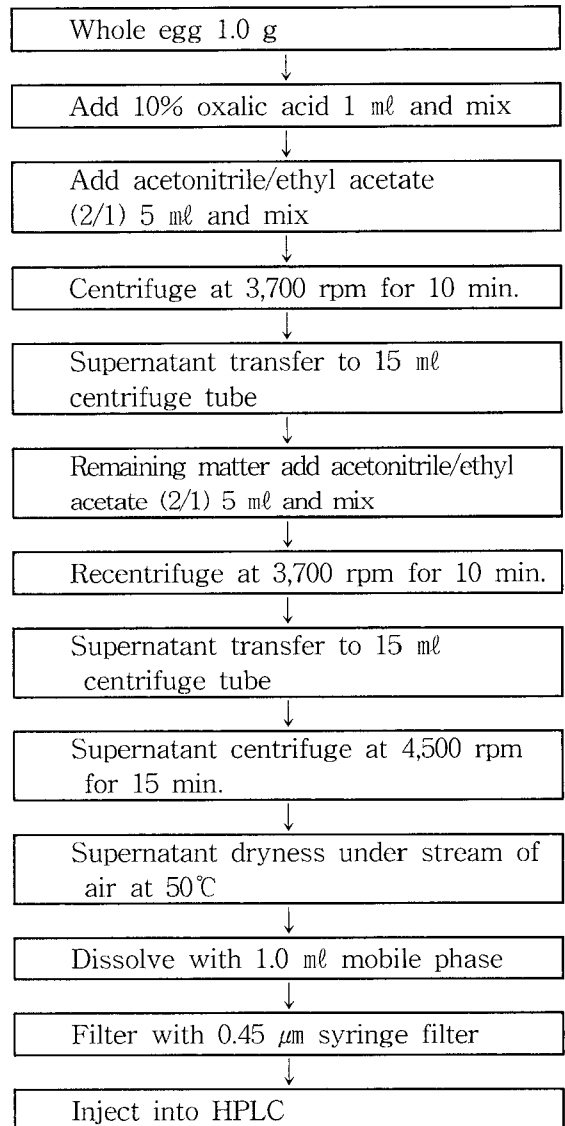 Whole egg 1.0 g
↓
Add 10% oxalic acid 1 ㎖ and mix
↓
Add acetonitrile/ethyl acetate
(2/1) 5 ㎖ and mix
↓
Centrifuge at 3,700 rpm for 10 min.
↓
Supernatant transfer to 15 ㎖
centrifuge tube
↓
Remaining matter add acetonitrile/ethyl
acetate (2/1) 5 ㎖ and mix
↓
Recentrifuge at 3,700 rpm for 10 min.
↓
Supernatant transfer to 15 ㎖
centrifuge tube
↓
Supernatant centrifuge at 4,500 rpm
for 15 min.
↓
Supernatant dryness under stream of
air at 50℃
↓
Dissolve with 1.0 ㎖ mobile phase
↓
Filter with 0.45 ㎛ syringe filter
↓
Inject into HPLC